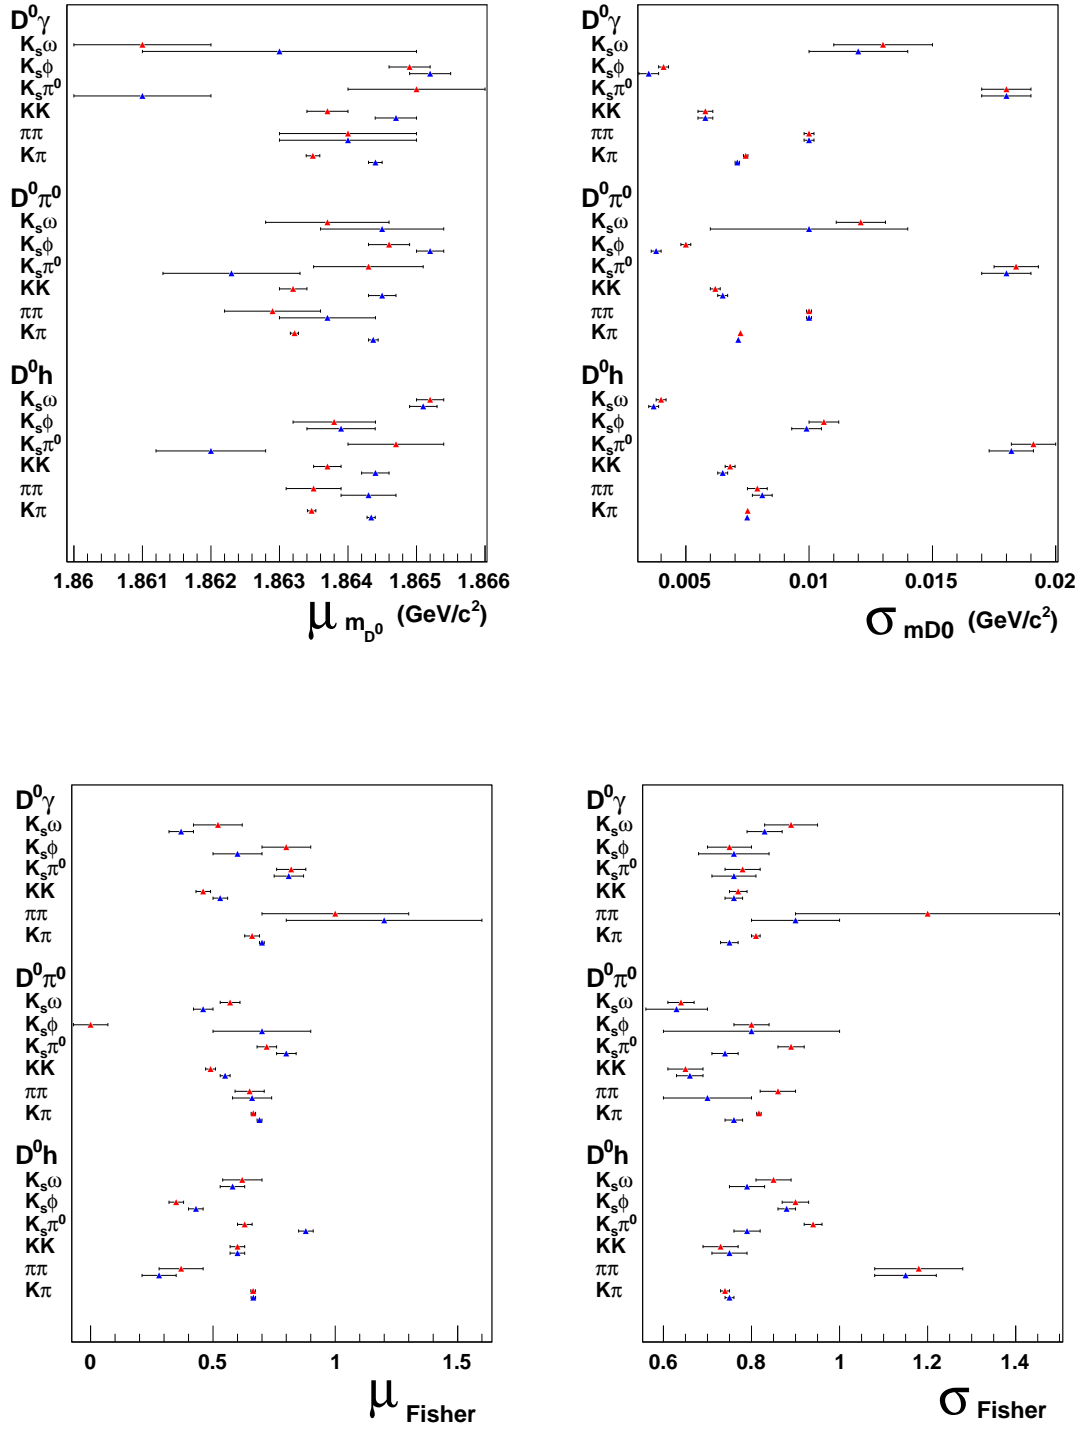 D⁰γ
Kₛω
Kₛϕ
Kₛπ⁰
KK
ππ
Kπ
D⁰π⁰
Kₛω
Kₛϕ
Kₛπ⁰
KK
ππ
Kπ
D⁰h
Kₛω
Kₛϕ
Kₛπ⁰
KK
ππ
Kπ
1.86 1.861 1.862 1.863 1.864 1.865 1.866
μ m_D⁰ (GeV/c²)
D⁰γ
Kₛω
Kₛϕ
Kₛπ⁰
KK
ππ
Kπ
D⁰π⁰
Kₛω
Kₛϕ
Kₛπ⁰
KK
ππ
Kπ
D⁰h
Kₛω
Kₛϕ
Kₛπ⁰
KK
ππ
Kπ
0.005 0.01 0.015 0.02
σ mD0 (GeV/c²)
D⁰γ
Kₛω
Kₛϕ
Kₛπ⁰
KK
ππ
Kπ
D⁰π⁰
Kₛω
Kₛϕ
Kₛπ⁰
KK
ππ
Kπ
D⁰h
Kₛω
Kₛϕ
Kₛπ⁰
KK
ππ
Kπ
0 0.5 1 1.5
μ Fisher
D⁰γ
Kₛω
Kₛϕ
Kₛπ⁰
KK
ππ
Kπ
D⁰π⁰
Kₛω
Kₛϕ
Kₛπ⁰
KK
ππ
Kπ
D⁰h
Kₛω
Kₛϕ
Kₛπ⁰
KK
ππ
Kπ
0.6 0.8 1 1.2 1.4
σ Fisher